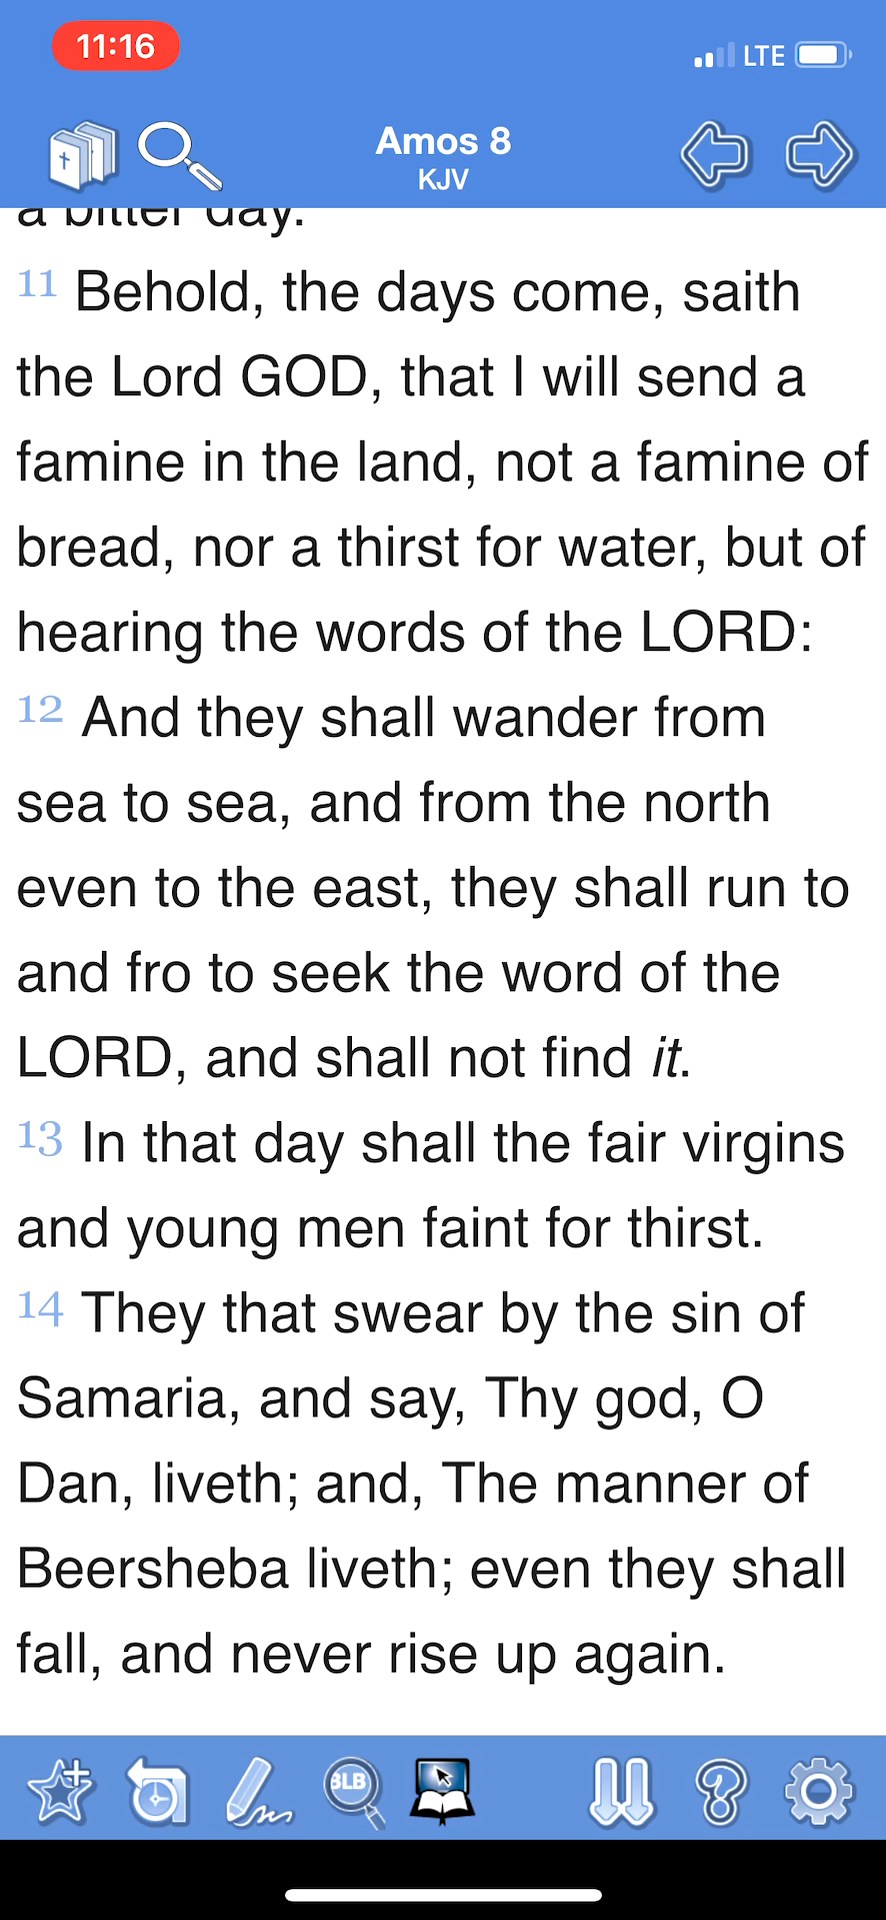 11:16
LTE
Amos 8
KJV
a bitter day.
11 Behold, the days come, saith
the Lord GOD, that I will send a
famine in the land, not a famine of
bread, nor a thirst for water, but of
hearing the words of the LORD:
12 And they shall wander from
sea to sea, and from the north
even to the east, they shall run to
and fro to seek the word of the
LORD, and shall not find it.
13 In that day shall the fair virgins
and young men faint for thirst.
14 They that swear by the sin of
Samaria, and say, Thy god, O
Dan, liveth; and, The manner of
Beersheba liveth; even they shall
fall, and never rise up again.
BLB